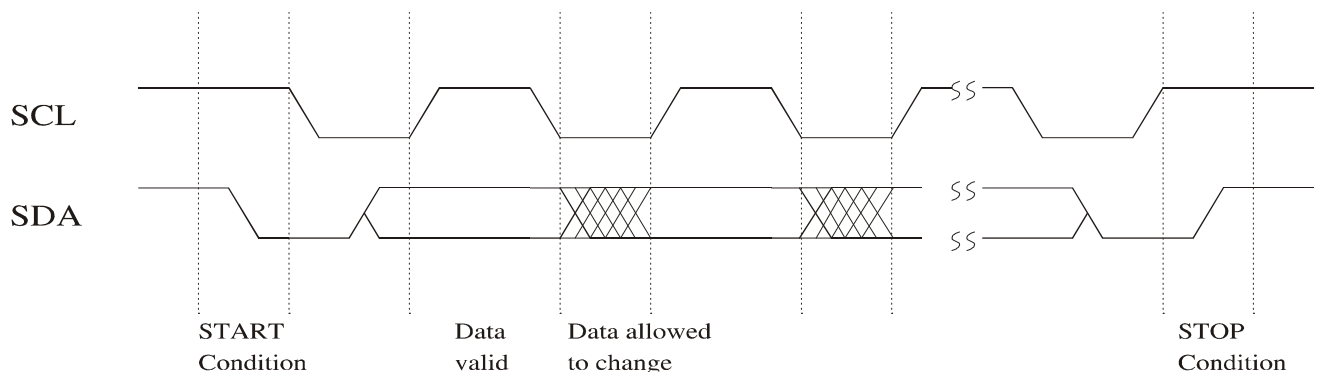 SCL
SDA
START
Condition
Data
valid
Data allowed
to change
STOP
Condition